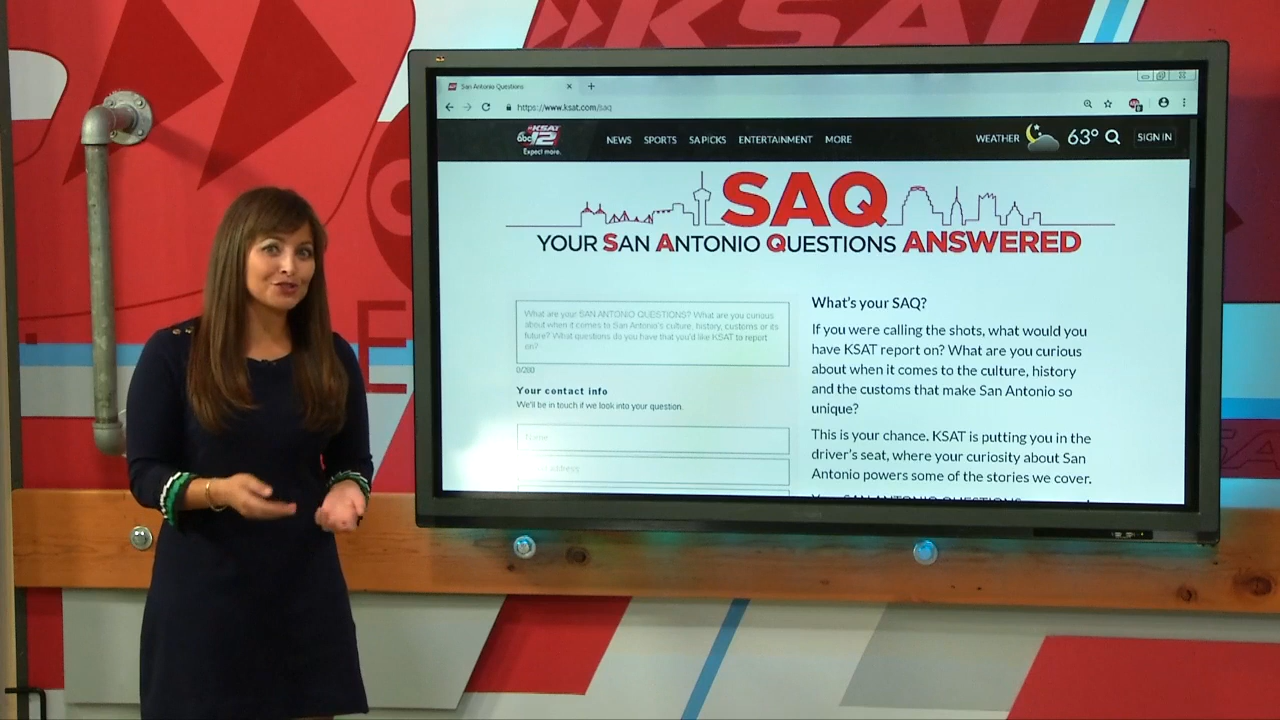 KSAT
San Antonio Questions
https://www.ksat.com/saq
abc KSAT 12
Expect more.
NEWS SPORTS SA PICKS ENTERTAINMENT MORE
WEATHER 63° SIGN IN
SAQ
YOUR SAN ANTONIO QUESTIONS ANSWERED
What are your SAN ANTONIO QUESTIONS? What are you curious
about when it comes to San Antonio's culture, history, customs or its
future? What questions do you have that you'd like KSAT to report
on?
0/280
Your contact info
We'll be in touch if we look into your question.
Name
address
What's your SAQ?
If you were calling the shots, what would you
have KSAT report on? What are you curious
about when it comes to the culture, history
and the customs that make San Antonio so
unique?
This is your chance. KSAT is putting you in the
driver's seat, where your curiosity about San
Antonio powers some of the stories we cover.
SAN ANTONIO QUESTIONS